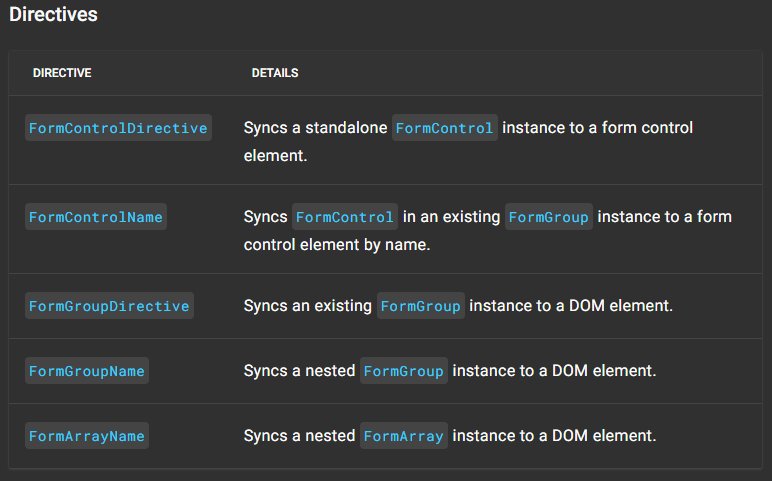 Directives
DIRECTIVE DETAILS
FormControlDirective Syncs a standalone FormControl instance to a form control
element.
FormControlName Syncs FormControl in an existing FormGroup instance to a form
control element by name.
FormGroupDirective Syncs an existing FormGroup instance to a DOM element.
FormGroupName Syncs a nested FormGroup instance to a DOM element.
FormArrayName Syncs a nested FormArray instance to a DOM element.